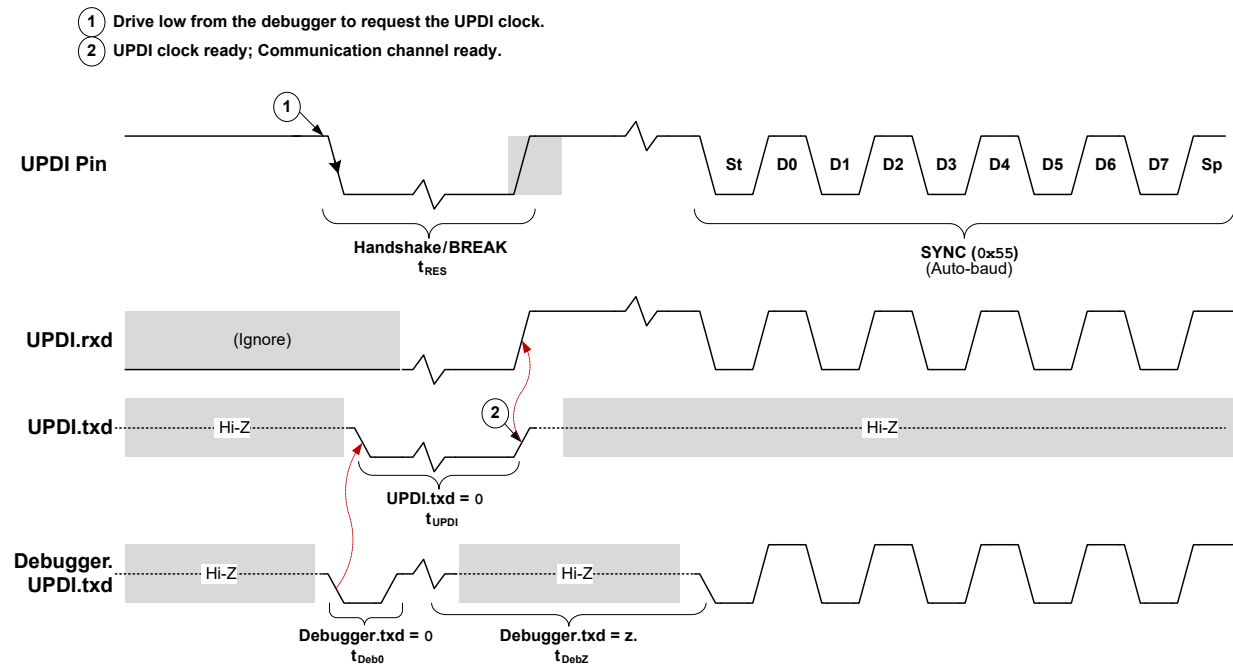 1 Drive low from the debugger to request the UPDI clock.
2 UPDI clock ready; Communication channel ready.
1
UPDI Pin
St D0 D1 D2 D3 D4 D5 D6 D7 Sp
Handshake/BREAK
tRES
SYNC (0x55)
(Auto-baud)
UPDI.rxd
(Ignore)
2
UPDI.txd
Hi-Z
Hi-Z
UPDI.txd = 0
tUPDI
Debugger.
UPDI.txd
Hi-Z
Hi-Z
Debugger.txd = 0
tDeb0
Debugger.txd = z.
tDebZ